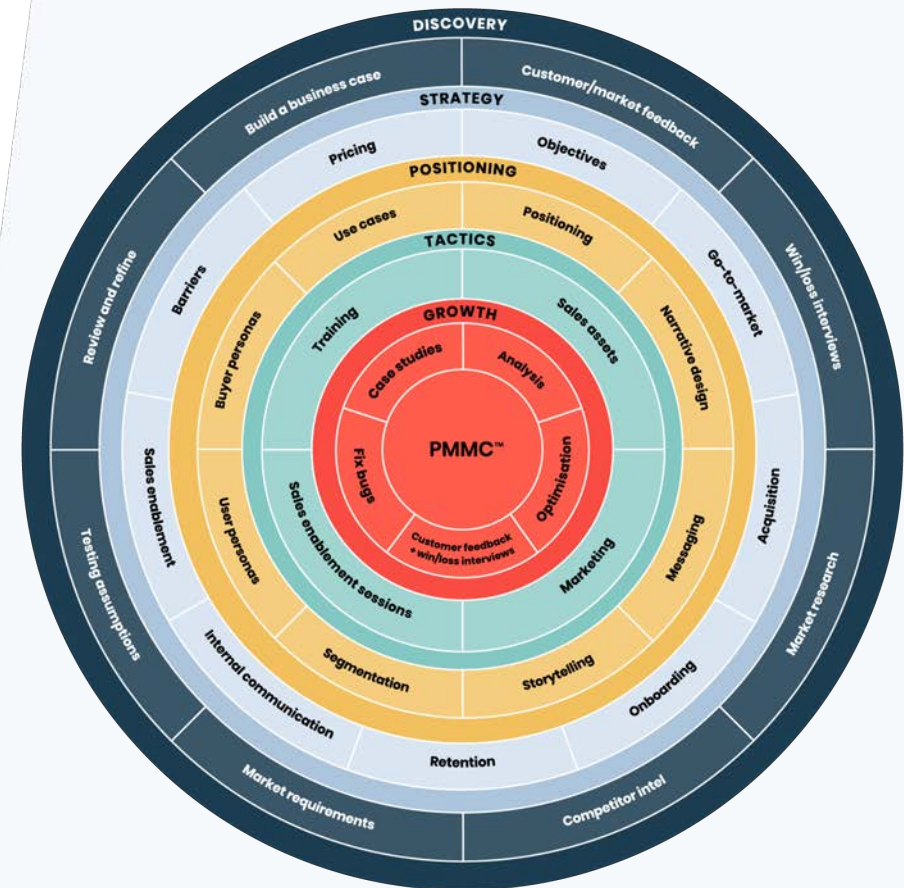 DISCOVERY
Customer/market feedback
Win/loss interviews
Market research
Competitor intel
Market requirements
Testing assumptions
Review and refine
Build a business case
STRATEGY
Objectives
Go-to-market
Acquisition
Onboarding
Retention
Internal communication
Sales enablement
Barriers
Pricing
POSITIONING
Positioning
Narrative design
Messaging
Storytelling
Segmentation
User personas
Buyer personas
Use cases
TACTICS
Sales assets
Marketing
Sales enablement sessions
Training
GROWTH
Analysis
Optimisation
Customer feedback
+ win/loss interviews
Fix bugs
Case studies
PMMC™